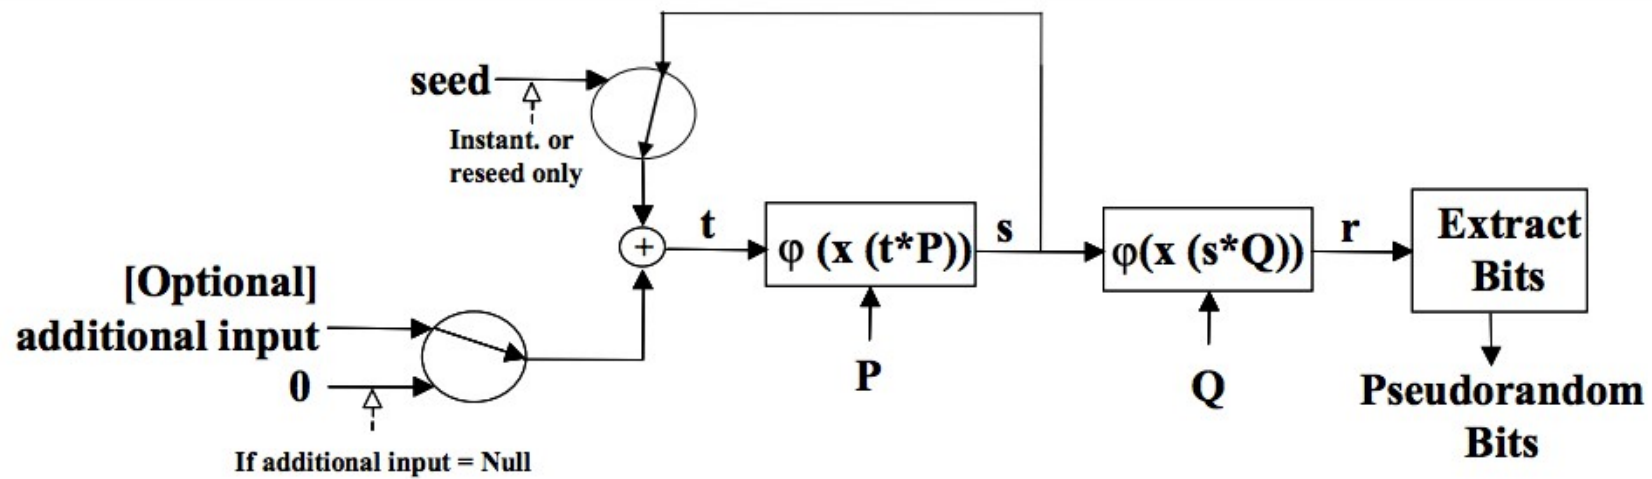 seed
Instant. or
reseed only
[Optional]
additional input
0
If additional input = Null
+
t
φ (x (t*P))
P
s
φ(x (s*Q))
Q
r
Extract
Bits
Pseudorandom
Bits